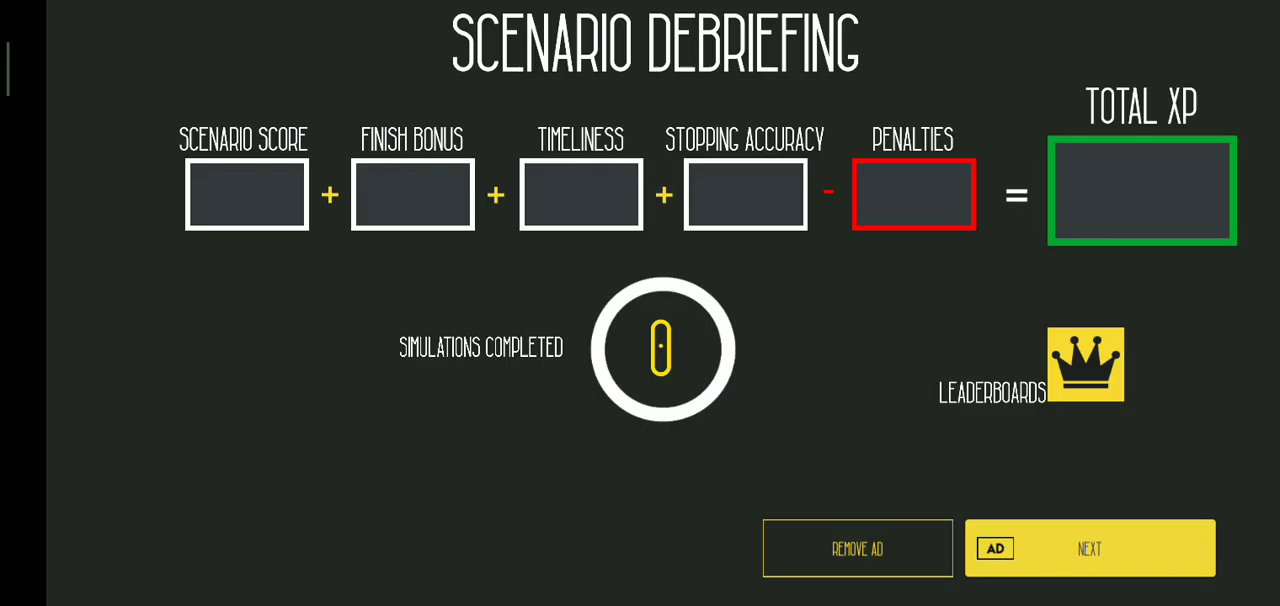 SCENARIO DEBRIEFING
TOTAL XP
SCENARIO SCORE FINISH BONUS TIMELINESS STOPPING ACCURACY PENALTIES
+ + + - =
SIMULATIONS COMPLETED 0
LEADERBOARDS
REMOVE AD AD NEXT